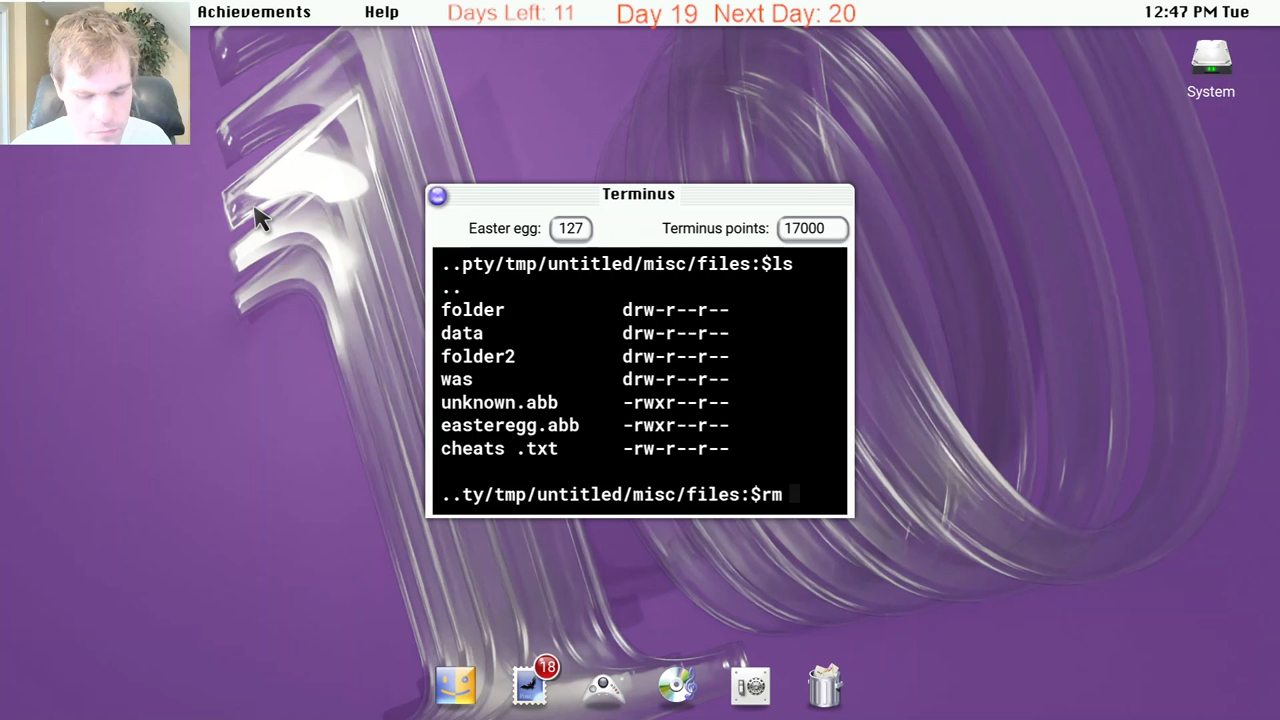 Achievements Help Days Left: 11 Day 19 Next Day: 20 12:47 PM Tue
System
Terminus
Easter egg: 127 Terminus points: 17000
..pty/tmp/untitled/misc/files:$ls
..
folder drw-r--r--
data drw-r--r--
folder2 drw-r--r--
was drw-r--r--
unknown.abb -rwxr--r--
easteregg.abb -rwxr--r--
cheats .txt -rw-r--r--
..ty/tmp/untitled/misc/files:$rm
18